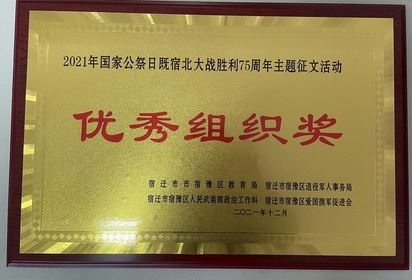 2021年国家公祭日既宿北大战胜利75周年主题征文活动
优秀组织奖
宿迁市市宿豫区教育局 宿迁市宿豫区退役军人事务局
宿迁市宿豫区人民武装部政治工作科 宿迁市宿豫区爱国拥军促进会
二〇二一年十二月